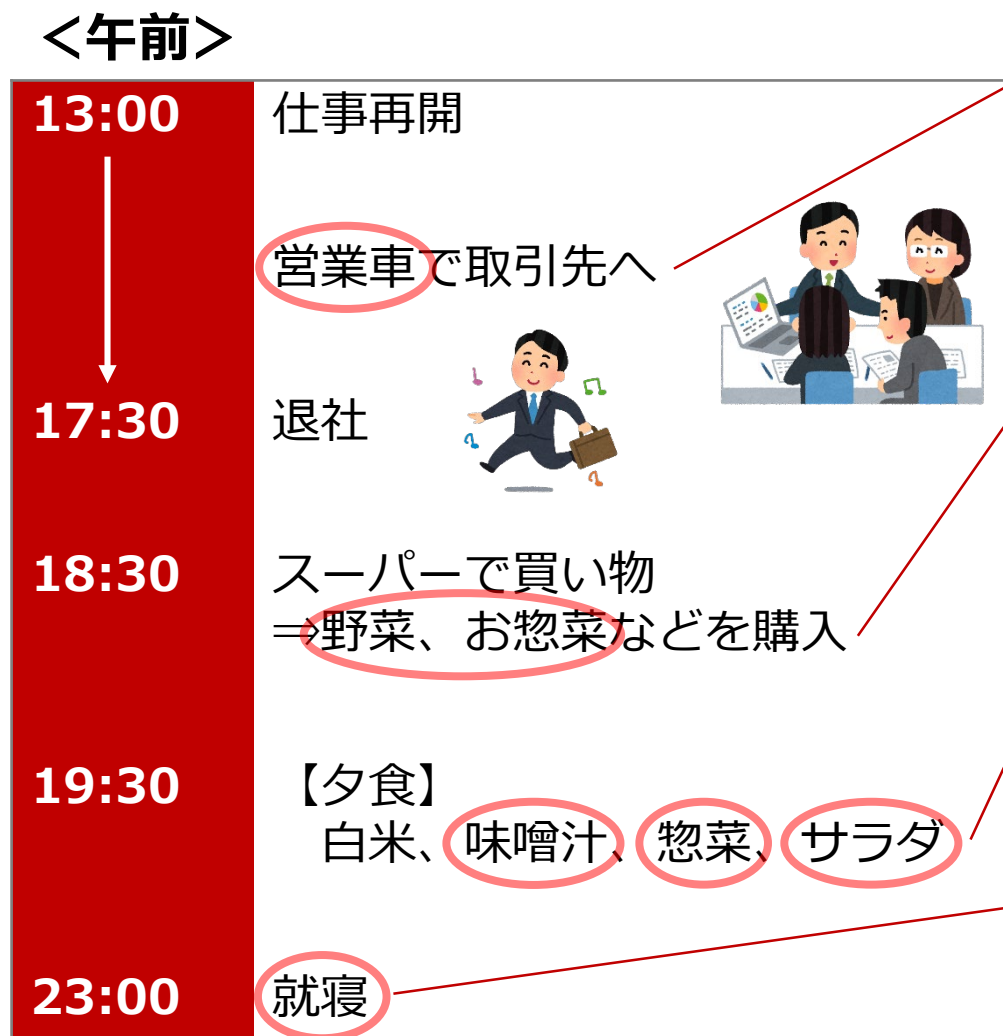 ＜午前＞
13:00 仕事再開
営業車で取引先へ
17:30 退社
18:30 スーパーで買い物
⇒野菜、お惣菜などを購入
19:30 【夕食】
白米、味噌汁、惣菜、サラダ
23:00 就寝